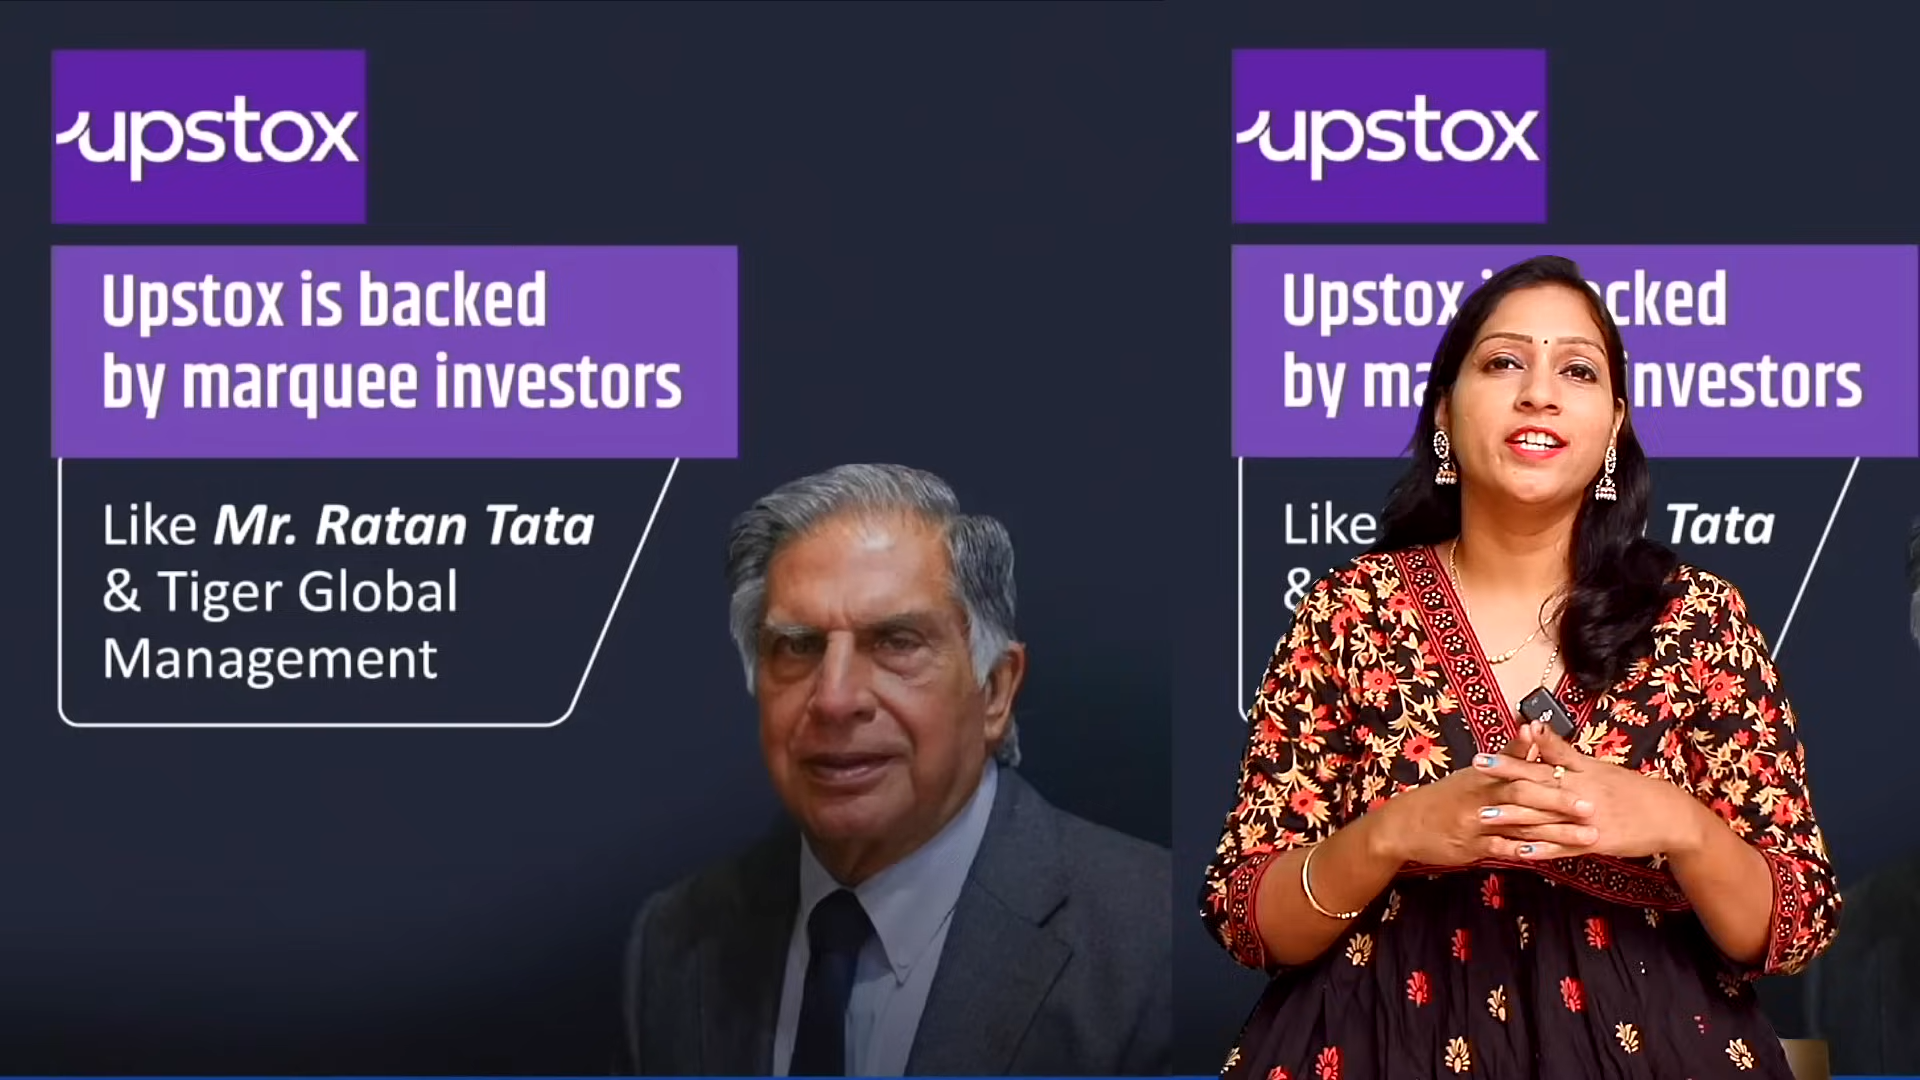 upstox
Upstox is backed
by marquee investors
Like Mr. Ratan Tata
& Tiger Global
Management
upstox
Upstox cked
by ma nvestors
Like Tata
&